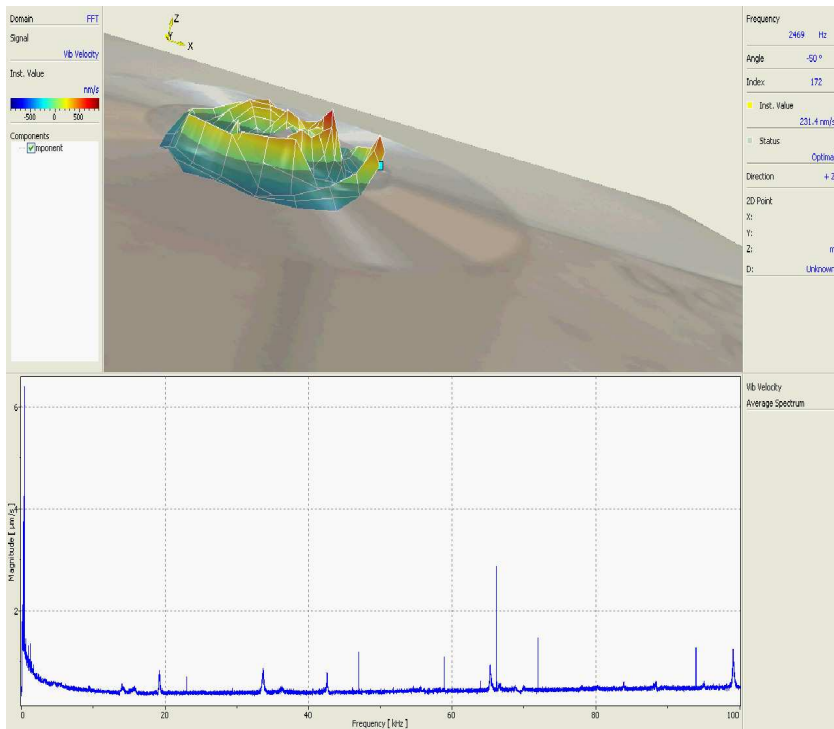 Domain FFT
Signal
Vib Velocity
Inst. Value
nm/s
-500 0 500
Components
mponent
Z
Y
X
Frequency
2469 Hz
Angle -50 °
Index 172
Inst. Value
231.4 nm/s
Status
Optima
Direction + Z
2D Point
X:
Y:
Z: m
D: Unknown
Vib Velocity
Average Spectrum
Magnitude [ µm/s ]
6
4
2
0 20 40 60 80 100
Frequency [ kHz ]